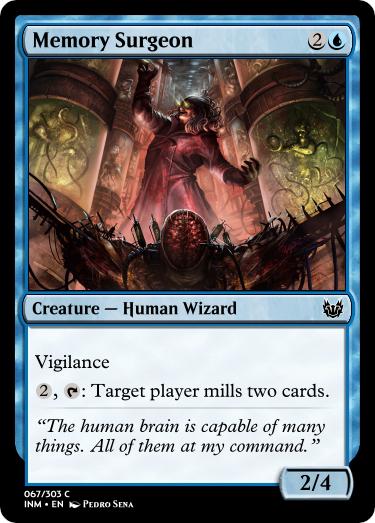 Memory Surgeon 2
Creature — Human Wizard
Vigilance
2, : Target player mills two cards.
“The human brain is capable of many
things. All of them at my command.”
2/4
067/303 C
INM • EN Pedro Sena